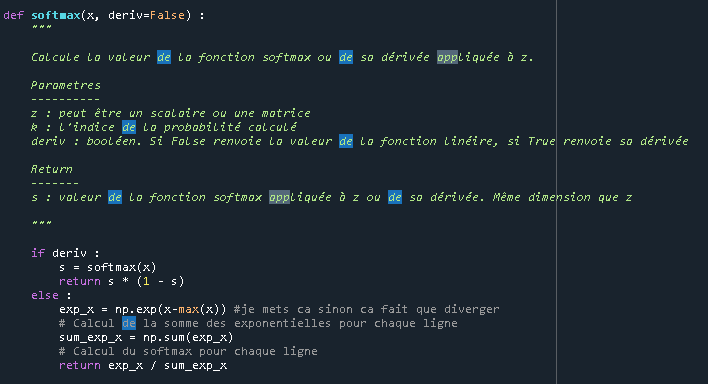 def softmax(x, deriv=False) :
"""
Calcule la valeur de la fonction softmax ou de sa dérivée appliquée à z.
Parametres
----------
z : peut être un scalaire ou une matrice
k : l'indice de la probabilité calculé
deriv : booléen. Si False renvoie la valeur de la fonction linéire, si True renvoie sa dérivée
Return
-------
s : valeur de la fonction softmax appliquée à z ou de sa dérivée. Même dimension que z
"""
if deriv :
s = softmax(x)
return s * (1 - s)
else :
exp_x = np.exp(x-max(x)) #je mets ca sinon ca fait que diverger
# Calcul de la somme des exponentielles pour chaque ligne
sum_exp_x = np.sum(exp_x)
# Calcul du softmax pour chaque ligne
return exp_x / sum_exp_x